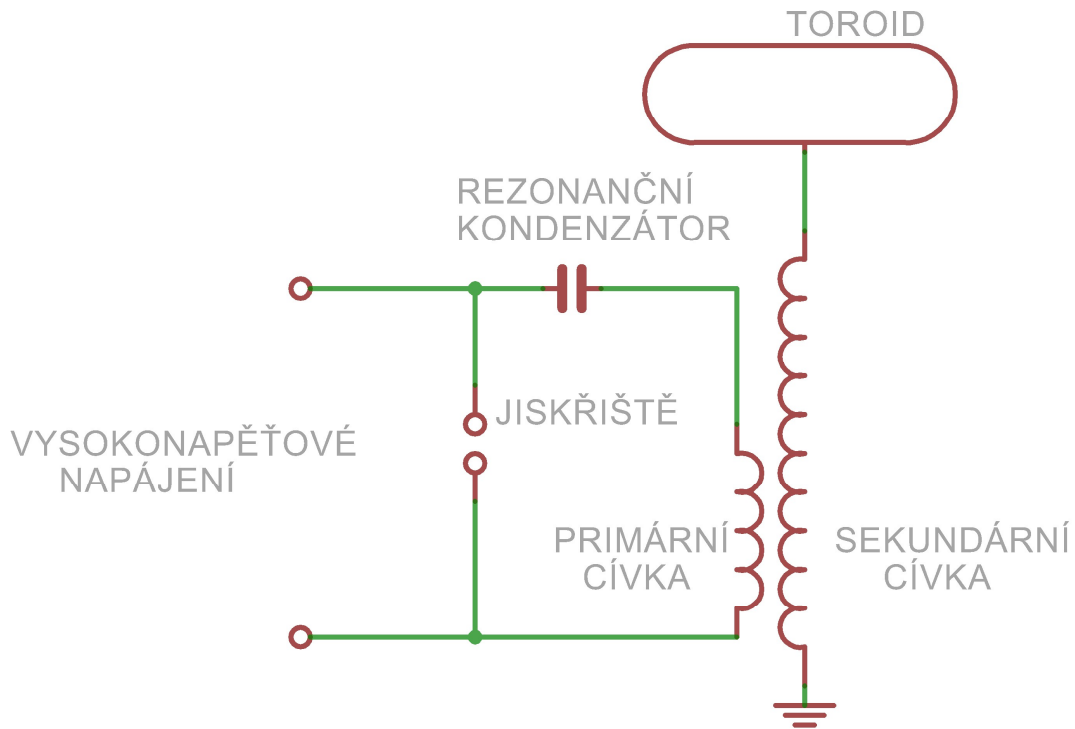 TOROID
REZONANČNÍ
KONDENZÁTOR
JISKŘIŠTĚ
VYSOKONAPĚŤOVÉ
NAPÁJENÍ
PRIMÁRNÍ
CÍVKA
SEKUNDÁRNÍ
CÍVKA